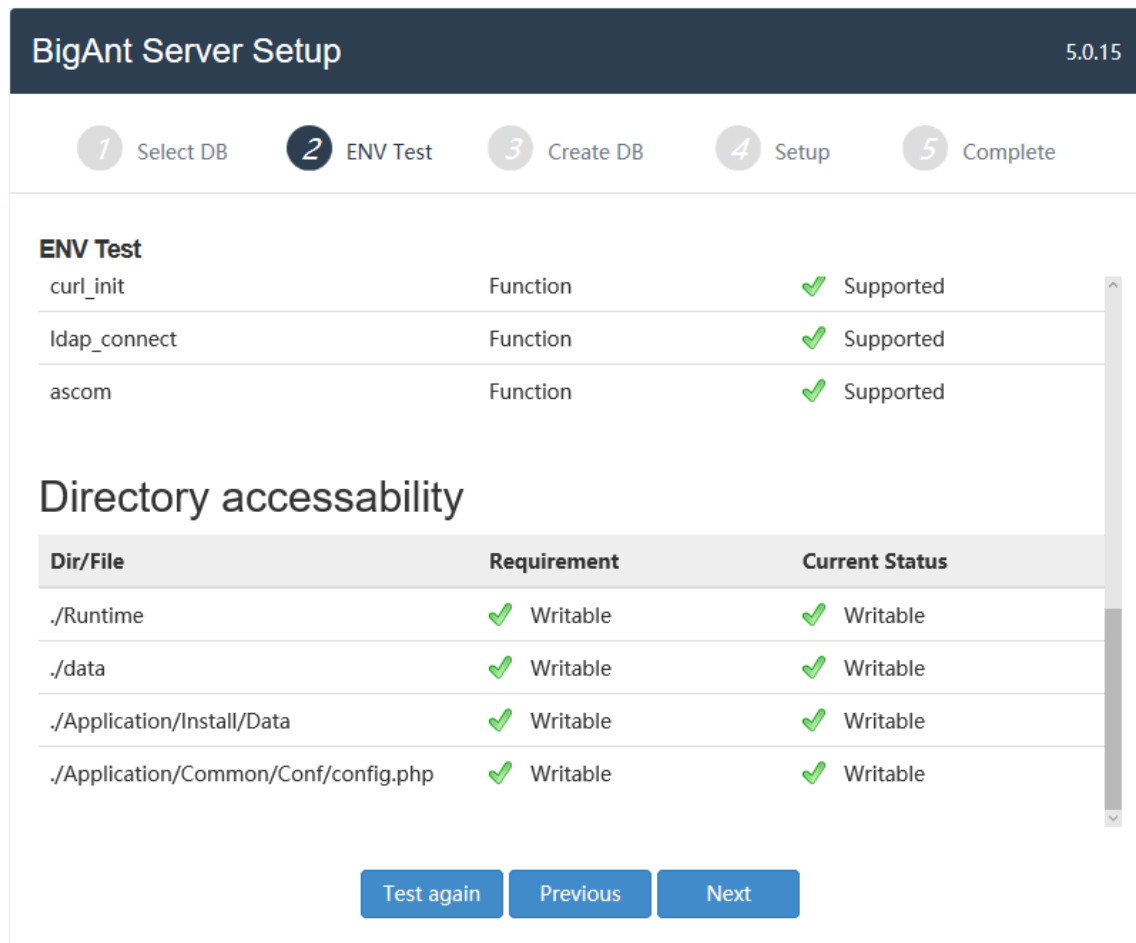 BigAnt Server Setup 5.0.15
1 Select DB 2 ENV Test 3 Create DB 4 Setup 5 Complete
ENV Test
curl_init Function Supported
ldap_connect Function Supported
ascom Function Supported
Directory accessability
Dir/File Requirement Current Status
./Runtime Writable Writable
./data Writable Writable
./Application/Install/Data Writable Writable
./Application/Common/Conf/config.php Writable Writable
Test again Previous Next